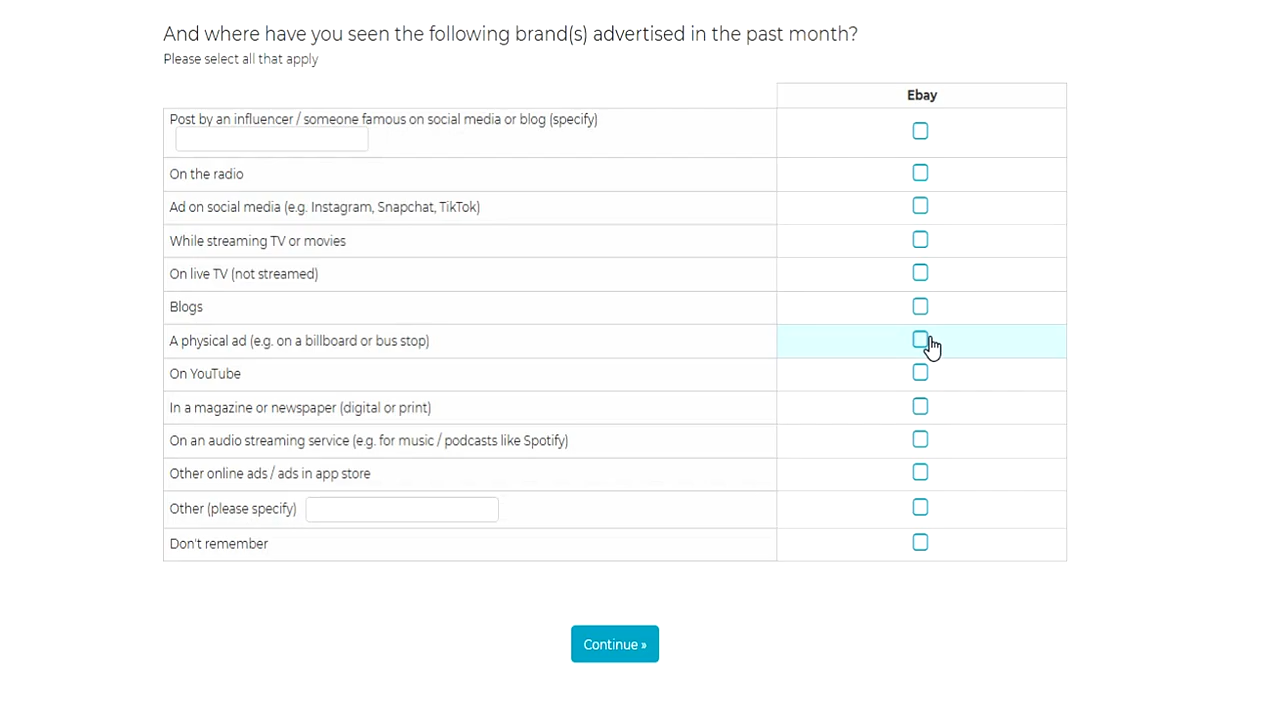 And where have you seen the following brand(s) advertised in the past month?
Please select all that apply
Ebay
Post by an influencer / someone famous on social media or blog (specify)
On the radio
Ad on social media (e.g. Instagram, Snapchat, TikTok)
While streaming TV or movies
On live TV (not streamed)
Blogs
A physical ad (e.g. on a billboard or bus stop)
On YouTube
In a magazine or newspaper (digital or print)
On an audio streaming service (e.g. for music / podcasts like Spotify)
Other online ads / ads in app store
Other (please specify)
Don't remember
Continue »